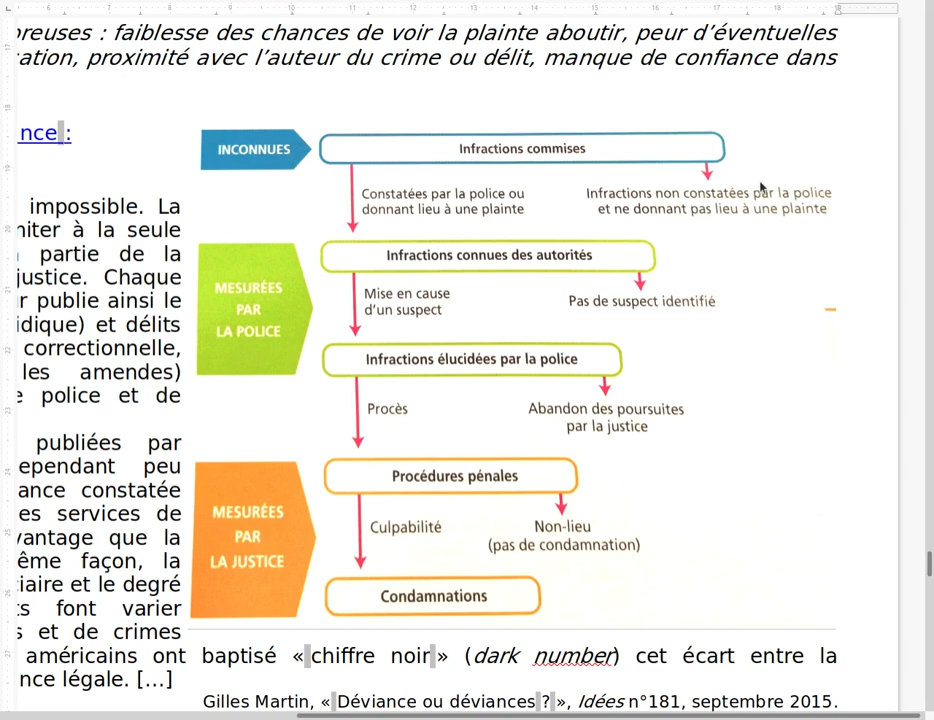 breuses : faiblesse des chances de voir la plainte aboutir, peur d'éventuelles
ration, proximité avec l'auteur du crime ou délit, manque de confiance dans
nce :
impossible. La
niter à la seule
partie de la
justice. Chaque
r publie ainsi le
idique) et délits
correctionnelle,
les amendes)
e police et de
publiées par
ependant peu
ance constatée
es services de
vantage que la
ême façon, la
iaire et le degré
ts font varier
s et de crimes
américains ont baptisé « chiffre noir » (dark number) cet écart entre la
nce légale. [...]
INCONNUES
Infractions commises
Constatées par la police ou
donnant lieu à une plainte
Infractions non constatées par la police
et ne donnant pas lieu à une plainte
MESURÉES
PAR
LA POLICE
Infractions connues des autorités
Mise en cause
d'un suspect
Pas de suspect identifié
Infractions élucidées par la police
Procès
Abandon des poursuites
par la justice
MESURÉES
PAR
LA JUSTICE
Procédures pénales
Culpabilité
Non-lieu
(pas de condamnation)
Condamnations
Gilles Martin, « Déviance ou déviances ? », Idées n°181, septembre 2015.